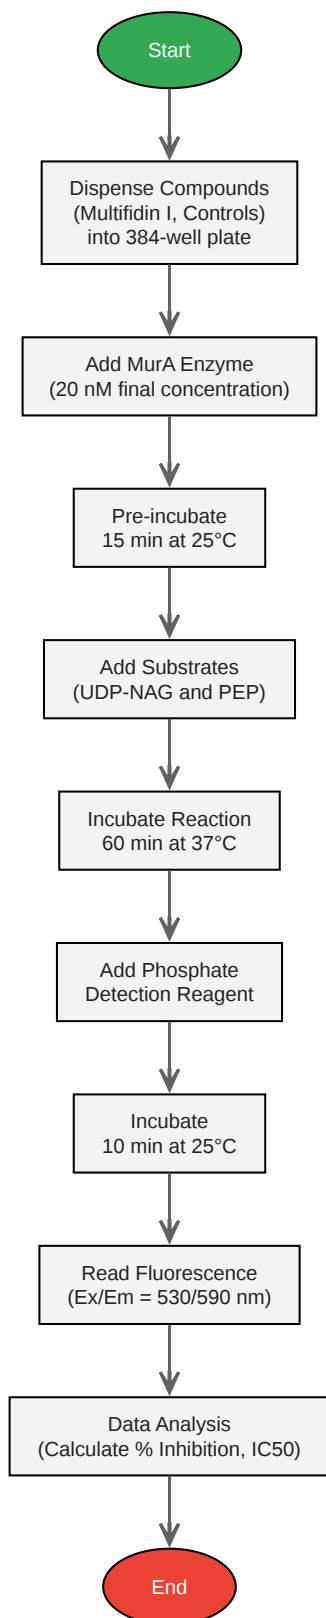 Start
Dispense Compounds
(Multifidin I, Controls)
into 384-well plate
Add MurA Enzyme
(20 nM final concentration)
Pre-incubate
15 min at 25°C
Add Substrates
(UDP-NAG and PEP)
Incubate Reaction
60 min at 37°C
Add Phosphate
Detection Reagent
Incubate
10 min at 25°C
Read Fluorescence
(Ex/Em = 530/590 nm)
Data Analysis
(Calculate % Inhibition, IC50)
End